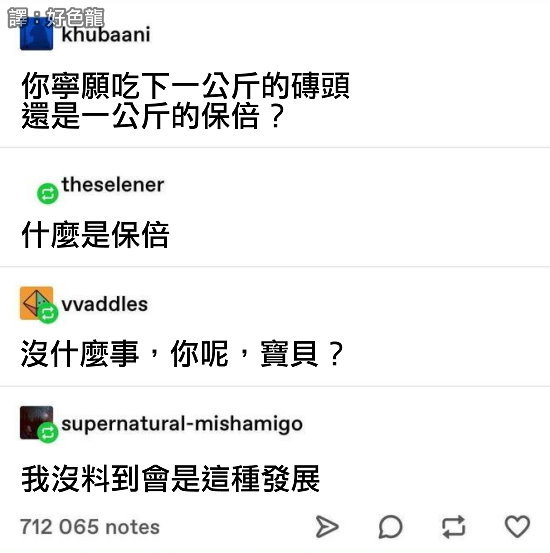 譯：好色龍
khubaani
你寧願吃下一公斤的磚頭
還是一公斤的保倍？
theselener
什麼是保倍
vvaddles
沒什麼事，你呢，寶貝？
supernatural-mishamigo
我沒料到會是這種發展
712 065 notes